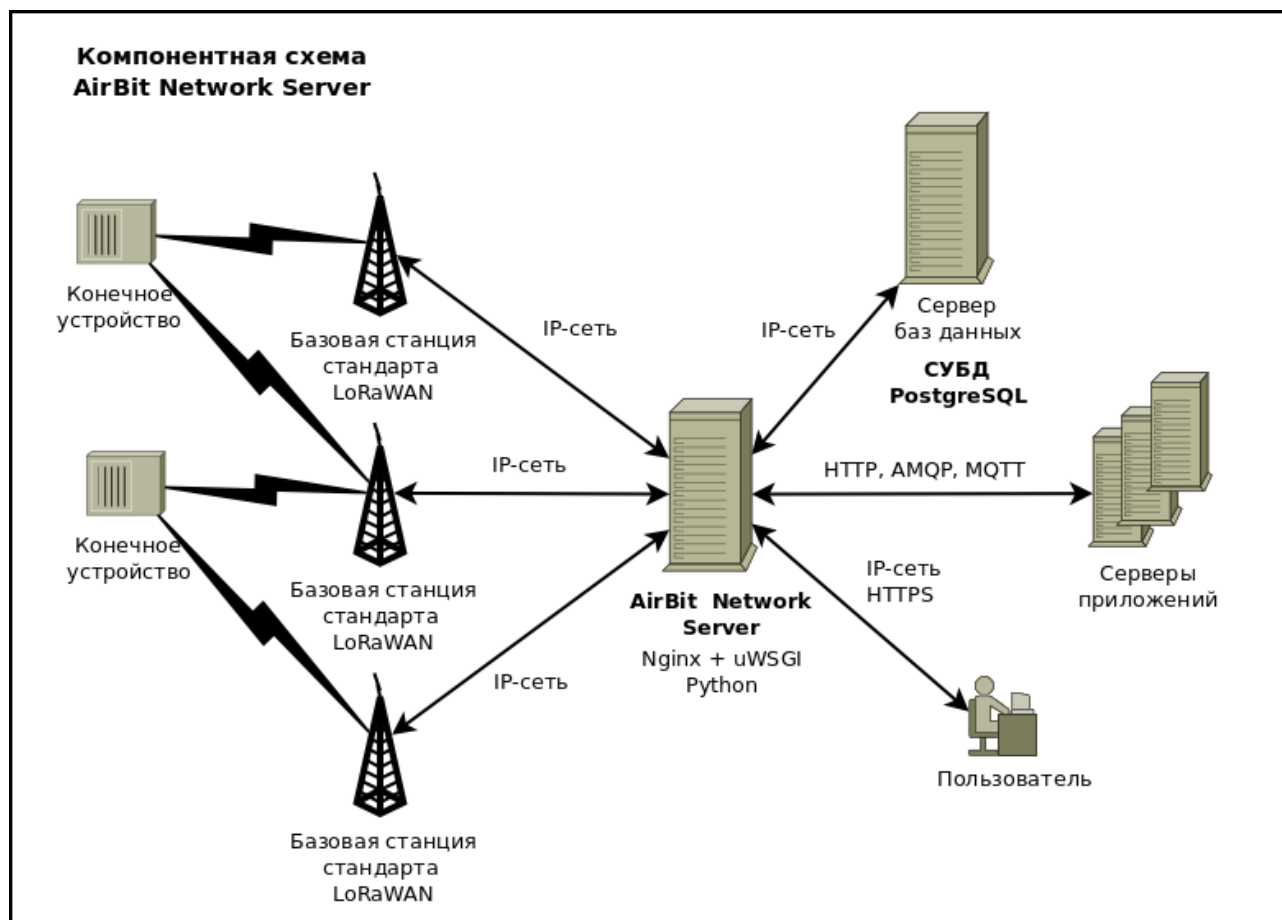 Компонентная схема
AirBit Network Server
Конечное
устройство
Базовая станция
стандарта
LoRaWAN
IP-сеть
IP-сеть
Сервер
баз данных
СУБД
PostgreSQL
Конечное
устройство
Базовая станция
стандарта
LoRaWAN
IP-сеть
HTTP, AMQP, MQTT
Серверы
приложений
AirBit Network
Server
Nginx + uWSGI
Python
IP-сеть
HTTPS
IP-сеть
Пользователь
Базовая станция
стандарта
LoRaWAN